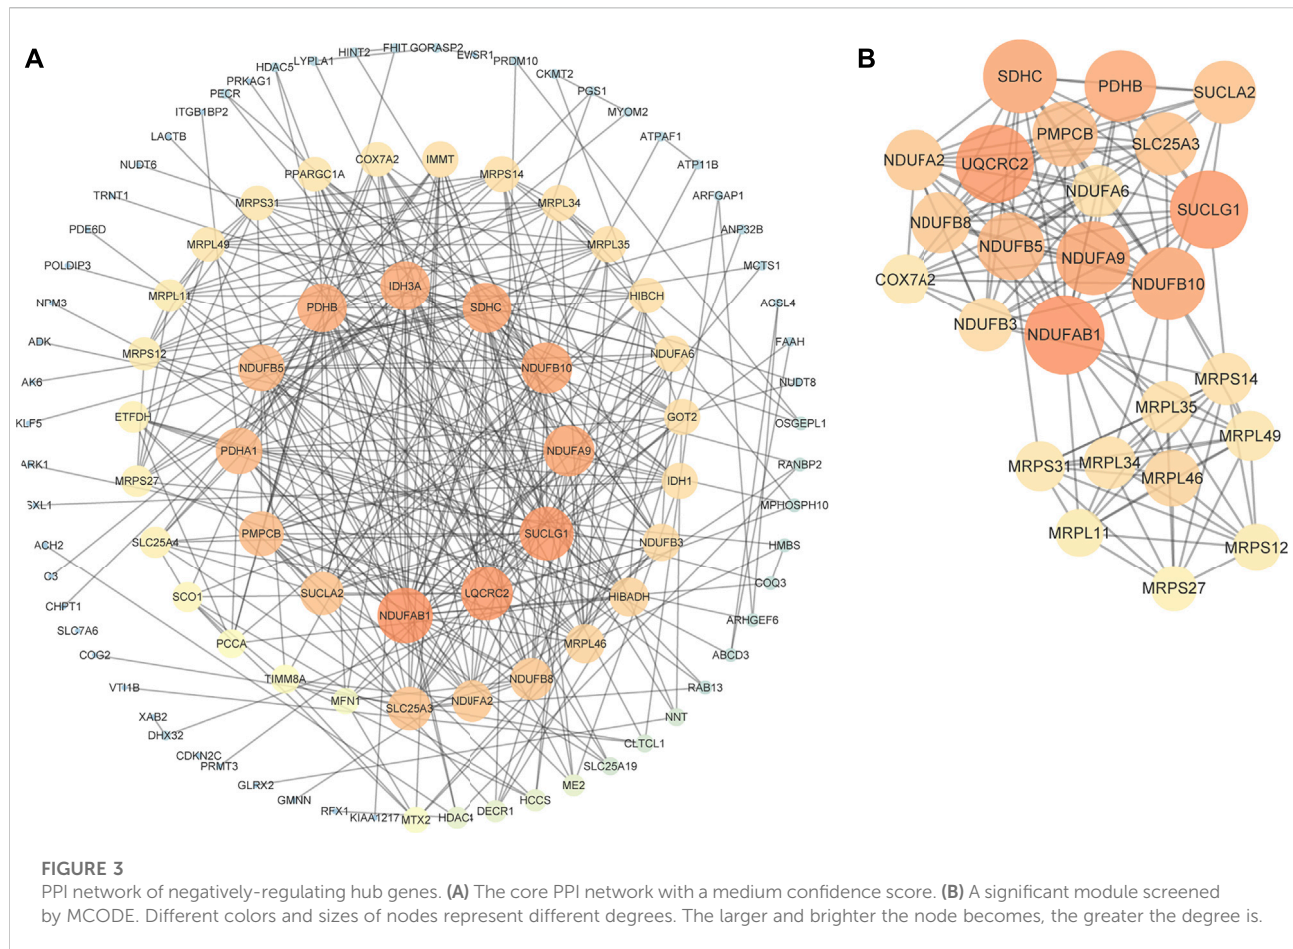 A
B
HINT2
FHIT
GORASP2
EWSR1
PRDM10
LYPLA1
HDAC5
PRKAG1
PECR
ITGB1BP2
LACTB
NUDT6
TRNT1
PDE6D
POLDIP3
NPM3
ADK
AK6
KLF5
ARK1
SXL1
ACH2
C3
CHPT1
SLC7A6
COG2
VTI1B
XAB2
DHX32
CDKN2C
PRMT3
GLRX2
GMNN
RFX1
KIAA1217
MTX2
HDAC4
DECR1
HCCS
ME2
SLC25A19
CLTCL1
NNT
RAB13
ABCD3
ARHGEF6
COQ3
HMBS
MPHOSPH10
RANBP2
OSGEPL1
NUDT8
FAAH
ACSL4
MCTS1
ANP32B
ARFGAP1
ATP11B
ATPAF1
MYOM2
PGS1
CKMT2
COX7A2
IMMT
MRPS14
MRPL34
MRPL35
HIBCH
NDUFA6
GOT2
IDH1
NDUFB3
HIBADH
MRPL46
NDUFB8
NDUFA2
SLC25A3
MFN1
TIMM8A
PCCA
SCO1
SLC25A4
MRPS27
ETFDH
MRPS12
MRPL11
MRPL49
MRPS31
PPARGC1A
IDH3A
SDHC
NDUFB10
NDUFA9
SUCLG1
UQCRC2
NDUFAB1
SUCLA2
PMPCB
PDHA1
NDUFB5
PDHB
SDHC
PDHB
SUCLA2
PMPCB
SLC25A3
NDUFA2
UQCRC2
NDUFA6
SUCLG1
NDUFB8
NDUFB5
NDUFA9
COX7A2
NDUFB10
NDUFB3
NDUFAB1
MRPS14
MRPL35
MRPL49
MRPS31
MRPL34
MRPL46
MRPL11
MRPS12
MRPS27
FIGURE 3
PPI network of negatively-regulating hub genes. (A) The core PPI network with a medium confidence score. (B) A significant module screened
by MCODE. Different colors and sizes of nodes represent different degrees. The larger and brighter the node becomes, the greater the degree is.